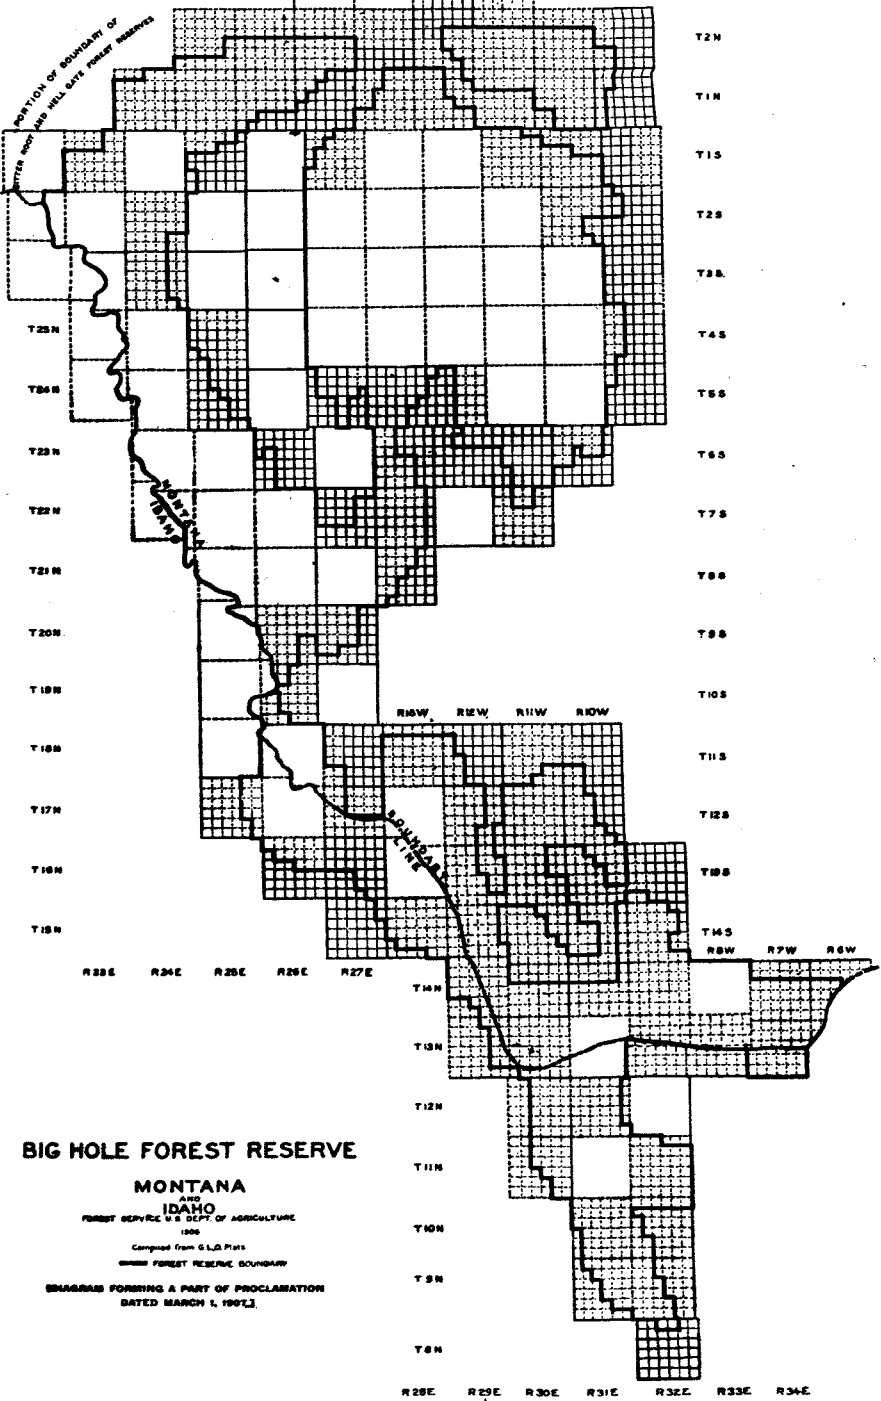 PORTION OF BOUNDARY OF
BITTER ROOT AND HELL GATE FOREST RESERVES
T2N
T1N
T1S
T2S
T3S
T25N
T4S
T24N
T5S
T23N
T6S
MONTANA
IDAHO
T22N
T7S
T21N
T8S
T20N
T9S
T19N
T10S
R13W R12W R11W R10W
T18N
T11S
T17N
T12S
BOUNDARY
LINE
T16N
T13S
T15N
T14S
R8W R7W R6W
R23E R24E R25E R26E R27E
T14N
T13N
T12N
T11N
T10N
T9N
T8N
BIG HOLE FOREST RESERVE
MONTANA
AND
IDAHO
FOREST SERVICE U.S. DEPT. OF AGRICULTURE
1906
Compiled from G.L.O. Plats
FOREST RESERVE BOUNDARY
DIAGRAM FORMING A PART OF PROCLAMATION
DATED MARCH 1, 1907.
R28E R29E R30E R31E R32E R33E R34E